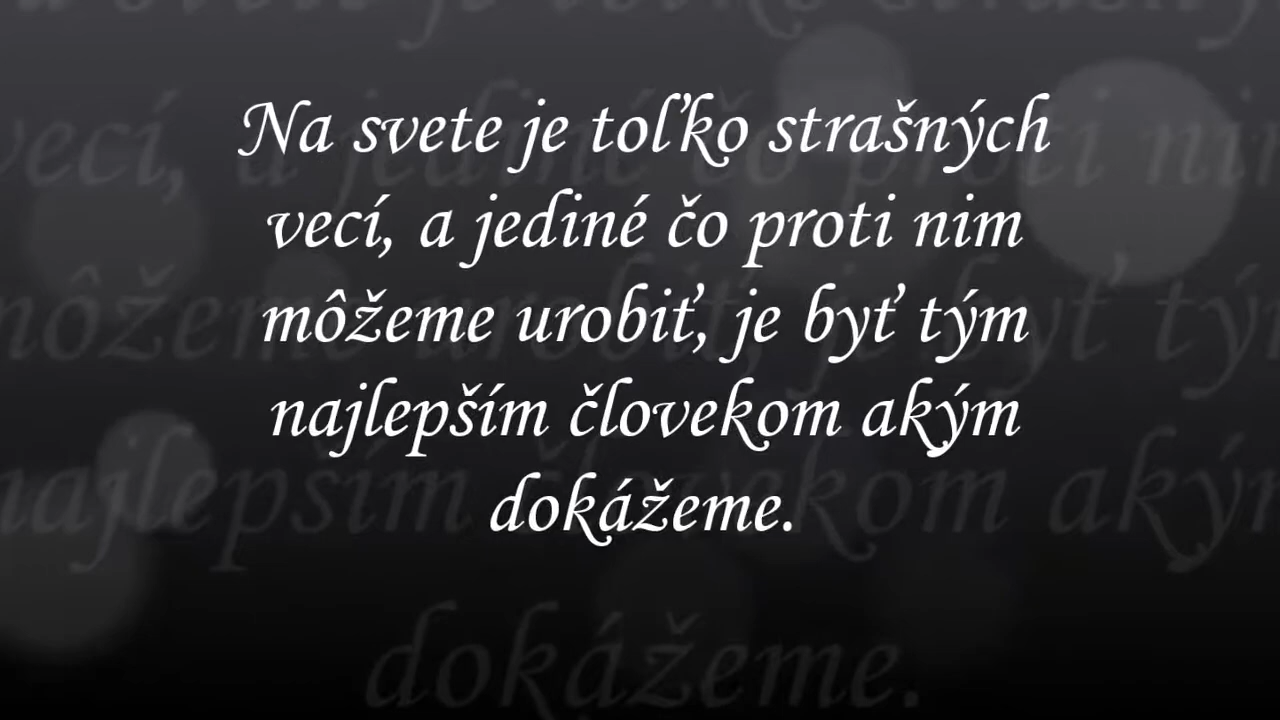 Na svete je toľko strašných
vecí, a jediné čo proti nim
môžeme urobiť, je byť tým
najlepším človekom akým
dokážeme.